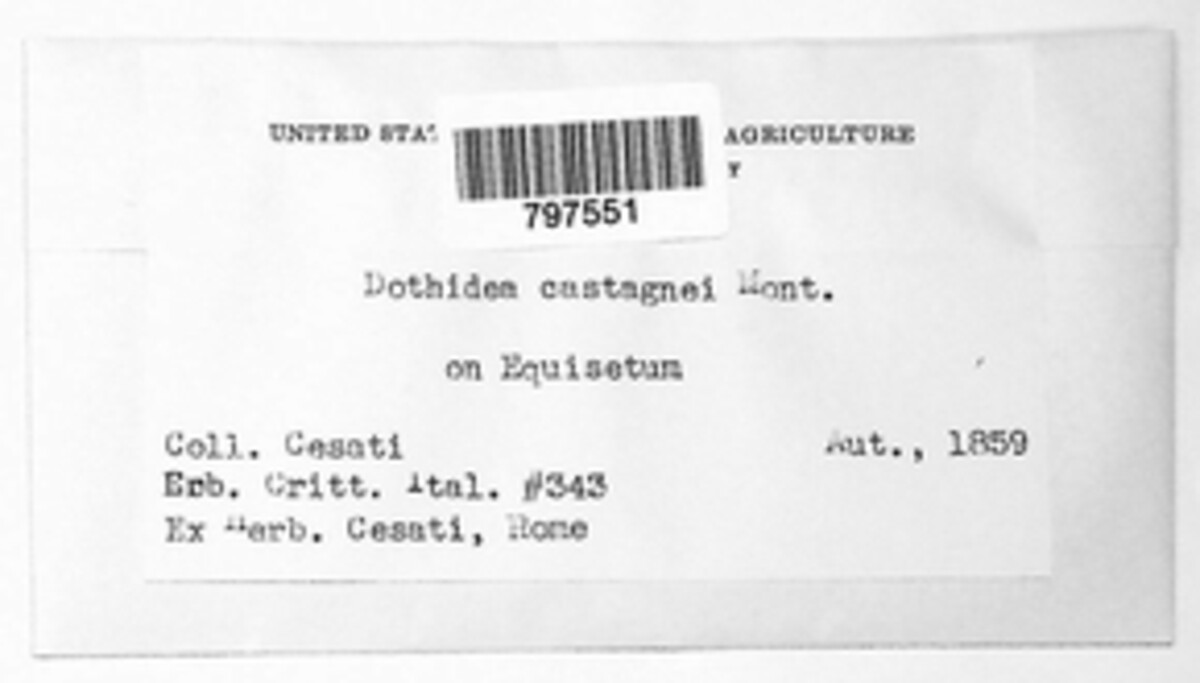 UNITED STAT AGRICULTURE
Y
797551
Dothidea castagnei Mont.
on Equisetum
Coll. Cesati Aut., 1859
Erb. Critt. Ital. #343
Ex Herb. Cesati, Rome